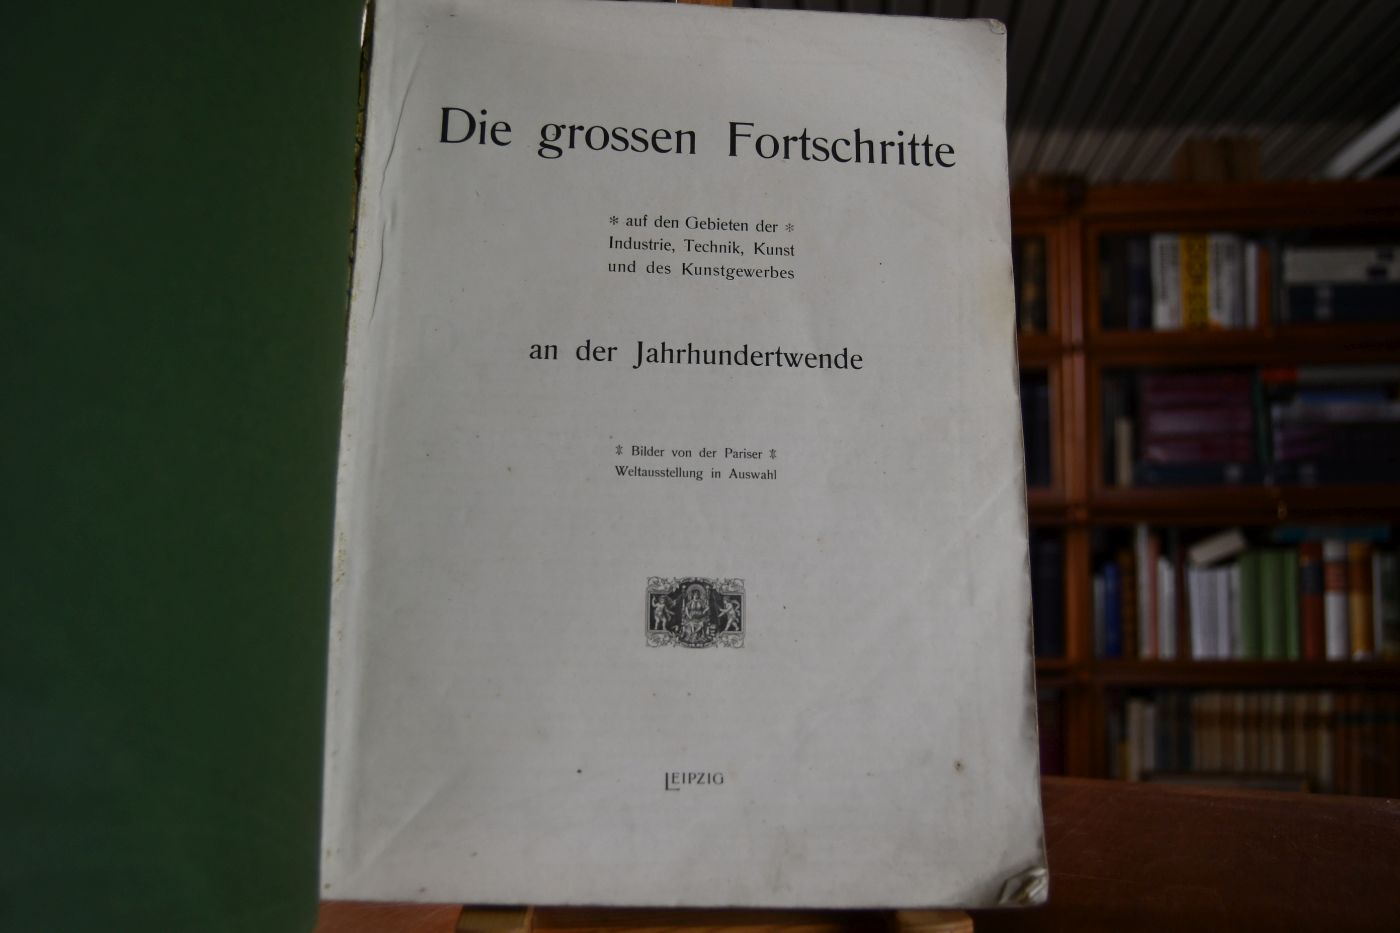 Die grossen Fortschritte
* auf den Gebieten der *
Industrie, Technik, Kunst
und des Kunstgewerbes
an der Jahrhundertwende
* Bilder von der Pariser *
Weltausstellung in Auswahl
LEIPZIG